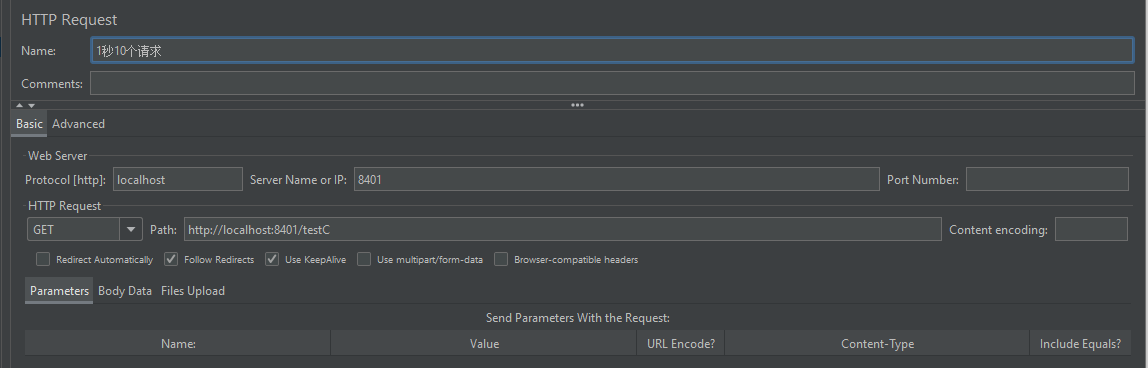 HTTP Request
Name: 1秒10个请求
Comments:
Basic Advanced
Web Server
Protocol [http]: localhost Server Name or IP: 8401 Port Number:
HTTP Request
GET Path: http://localhost:8401/testC Content encoding:
Redirect Automatically Follow Redirects Use KeepAlive Use multipart/form-data Browser-compatible headers
Parameters Body Data Files Upload
Send Parameters With the Request:
Name: Value URL Encode? Content-Type Include Equals?